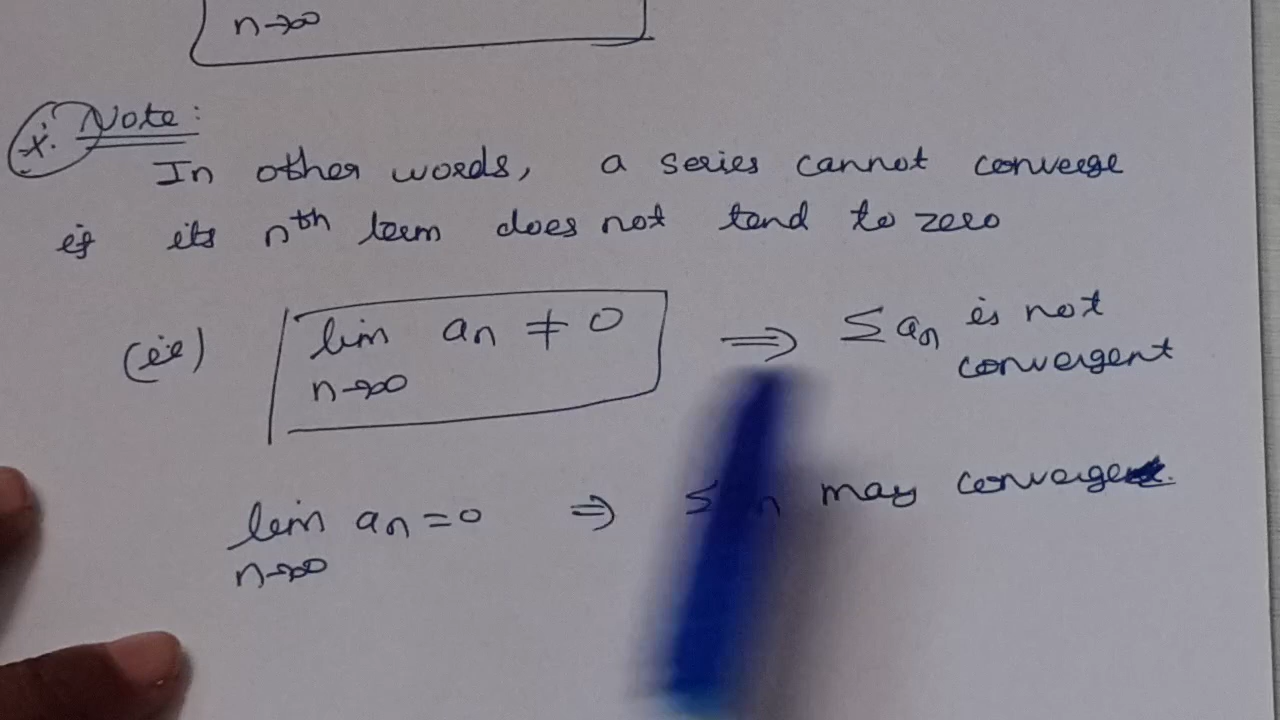 n→∞
*. Note:
In other words, a series cannot converge
if its nth term does not tend to zero
(ie) lim an ≠ 0 ⇒ Σan is not
n→∞ convergent
lim an = 0 ⇒ Σ n may converge
n→∞